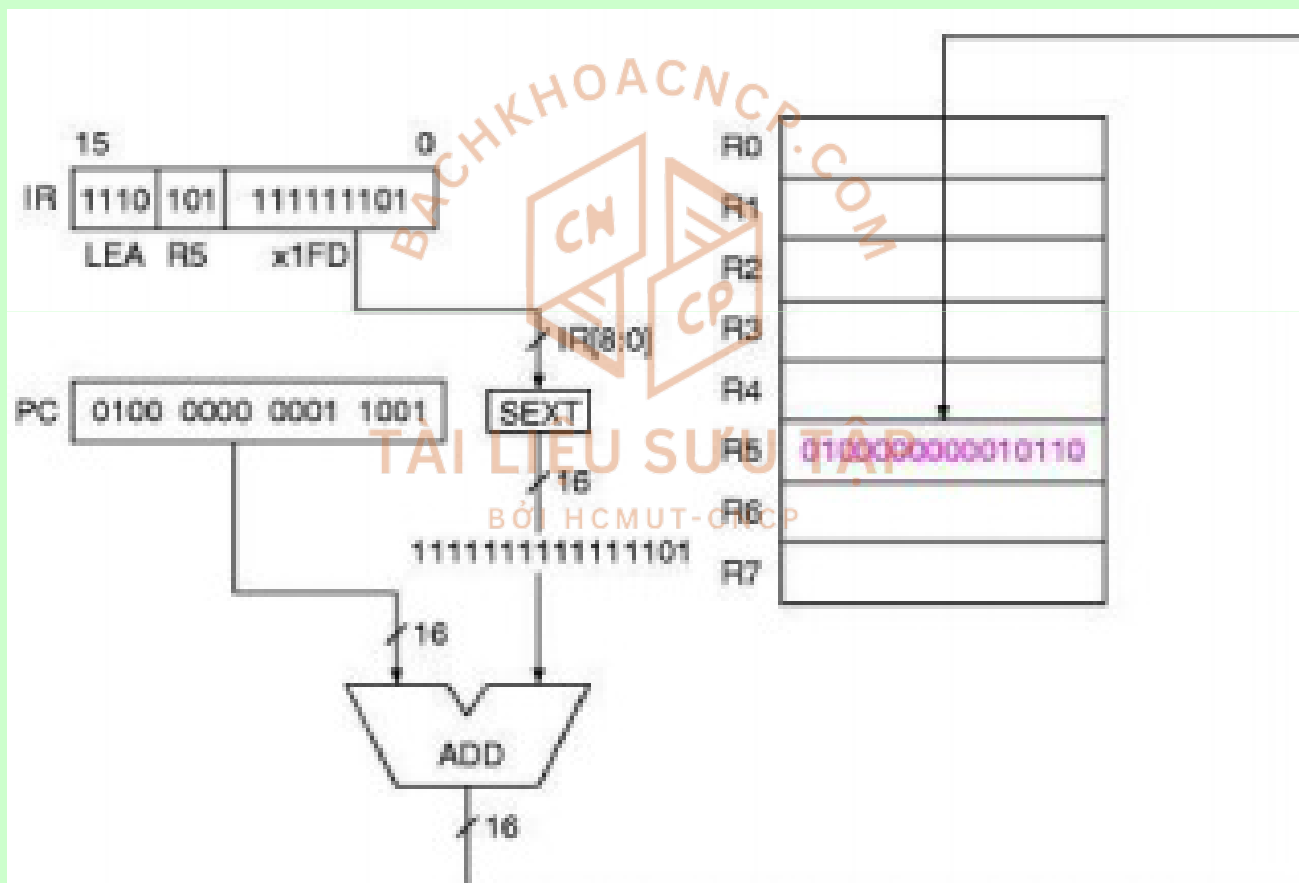 BACHKHOACNCP.COM
15 0
IR 1110 101 111111101
LEA R5 x1FD
IR[8:0]
PC 0100 0000 0001 1001
SEXT
16
1111111111111101
16
ADD
16
R0
R1
R2
R3
R4
R5 0100000000010110
R6
R7
CN
CP
TÀI LIỆU SƯU TẬP
BỞI HCMUT-CNCP